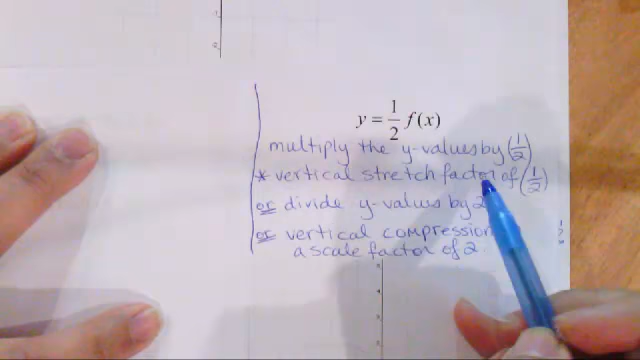 y = 1/2 f(x)
multiply the y-values by (1/2)
* vertical stretch factor of (1/2)
or divide y-values by 2
or vertical compression
a scale factor of 2.